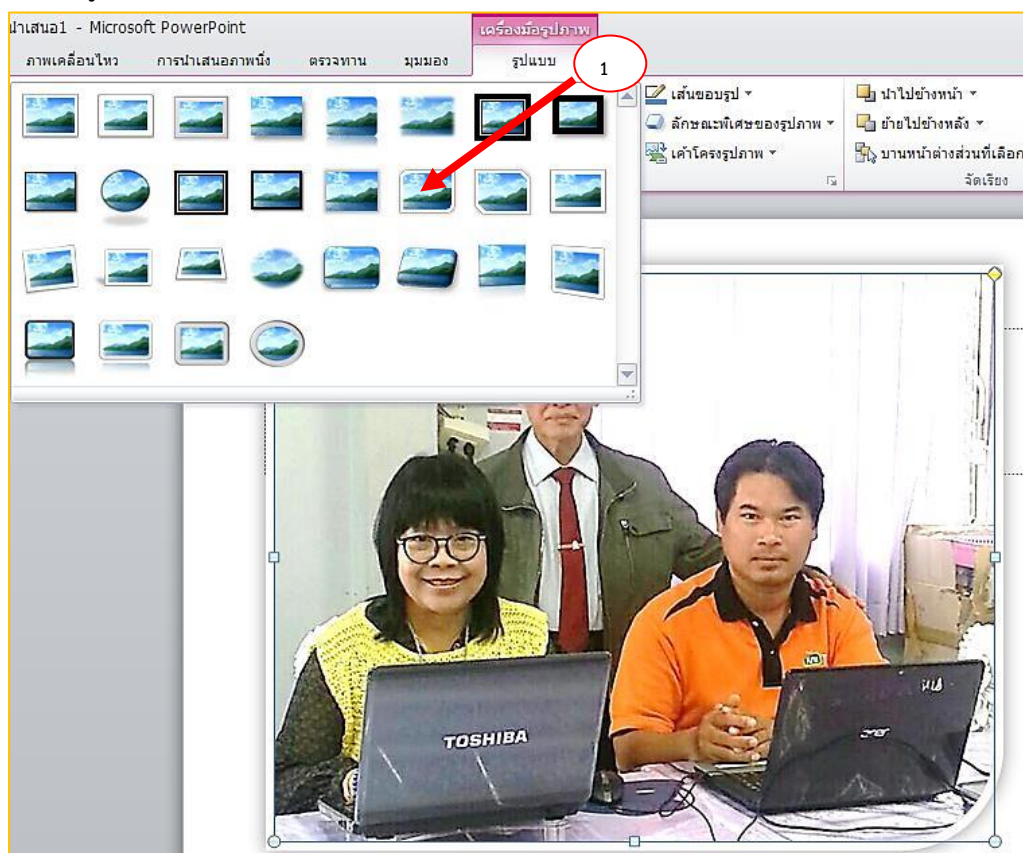 นำเสนอ1 - Microsoft PowerPoint
เครื่องมือรูปภาพ
ภาพเคลื่อนไหว การนำเสนอภาพนิ่ง ตรวจทาน มุมมอง รูปแบบ
1
เส้นขอบรูป
นำไปข้างหน้า
ลักษณะพิเศษของรูปภาพ
ย้ายไปข้างหลัง
เค้าโครงรูปภาพ
บานหน้าต่างส่วนที่เลือก
จัดเรียง
TOSHIBA
acer